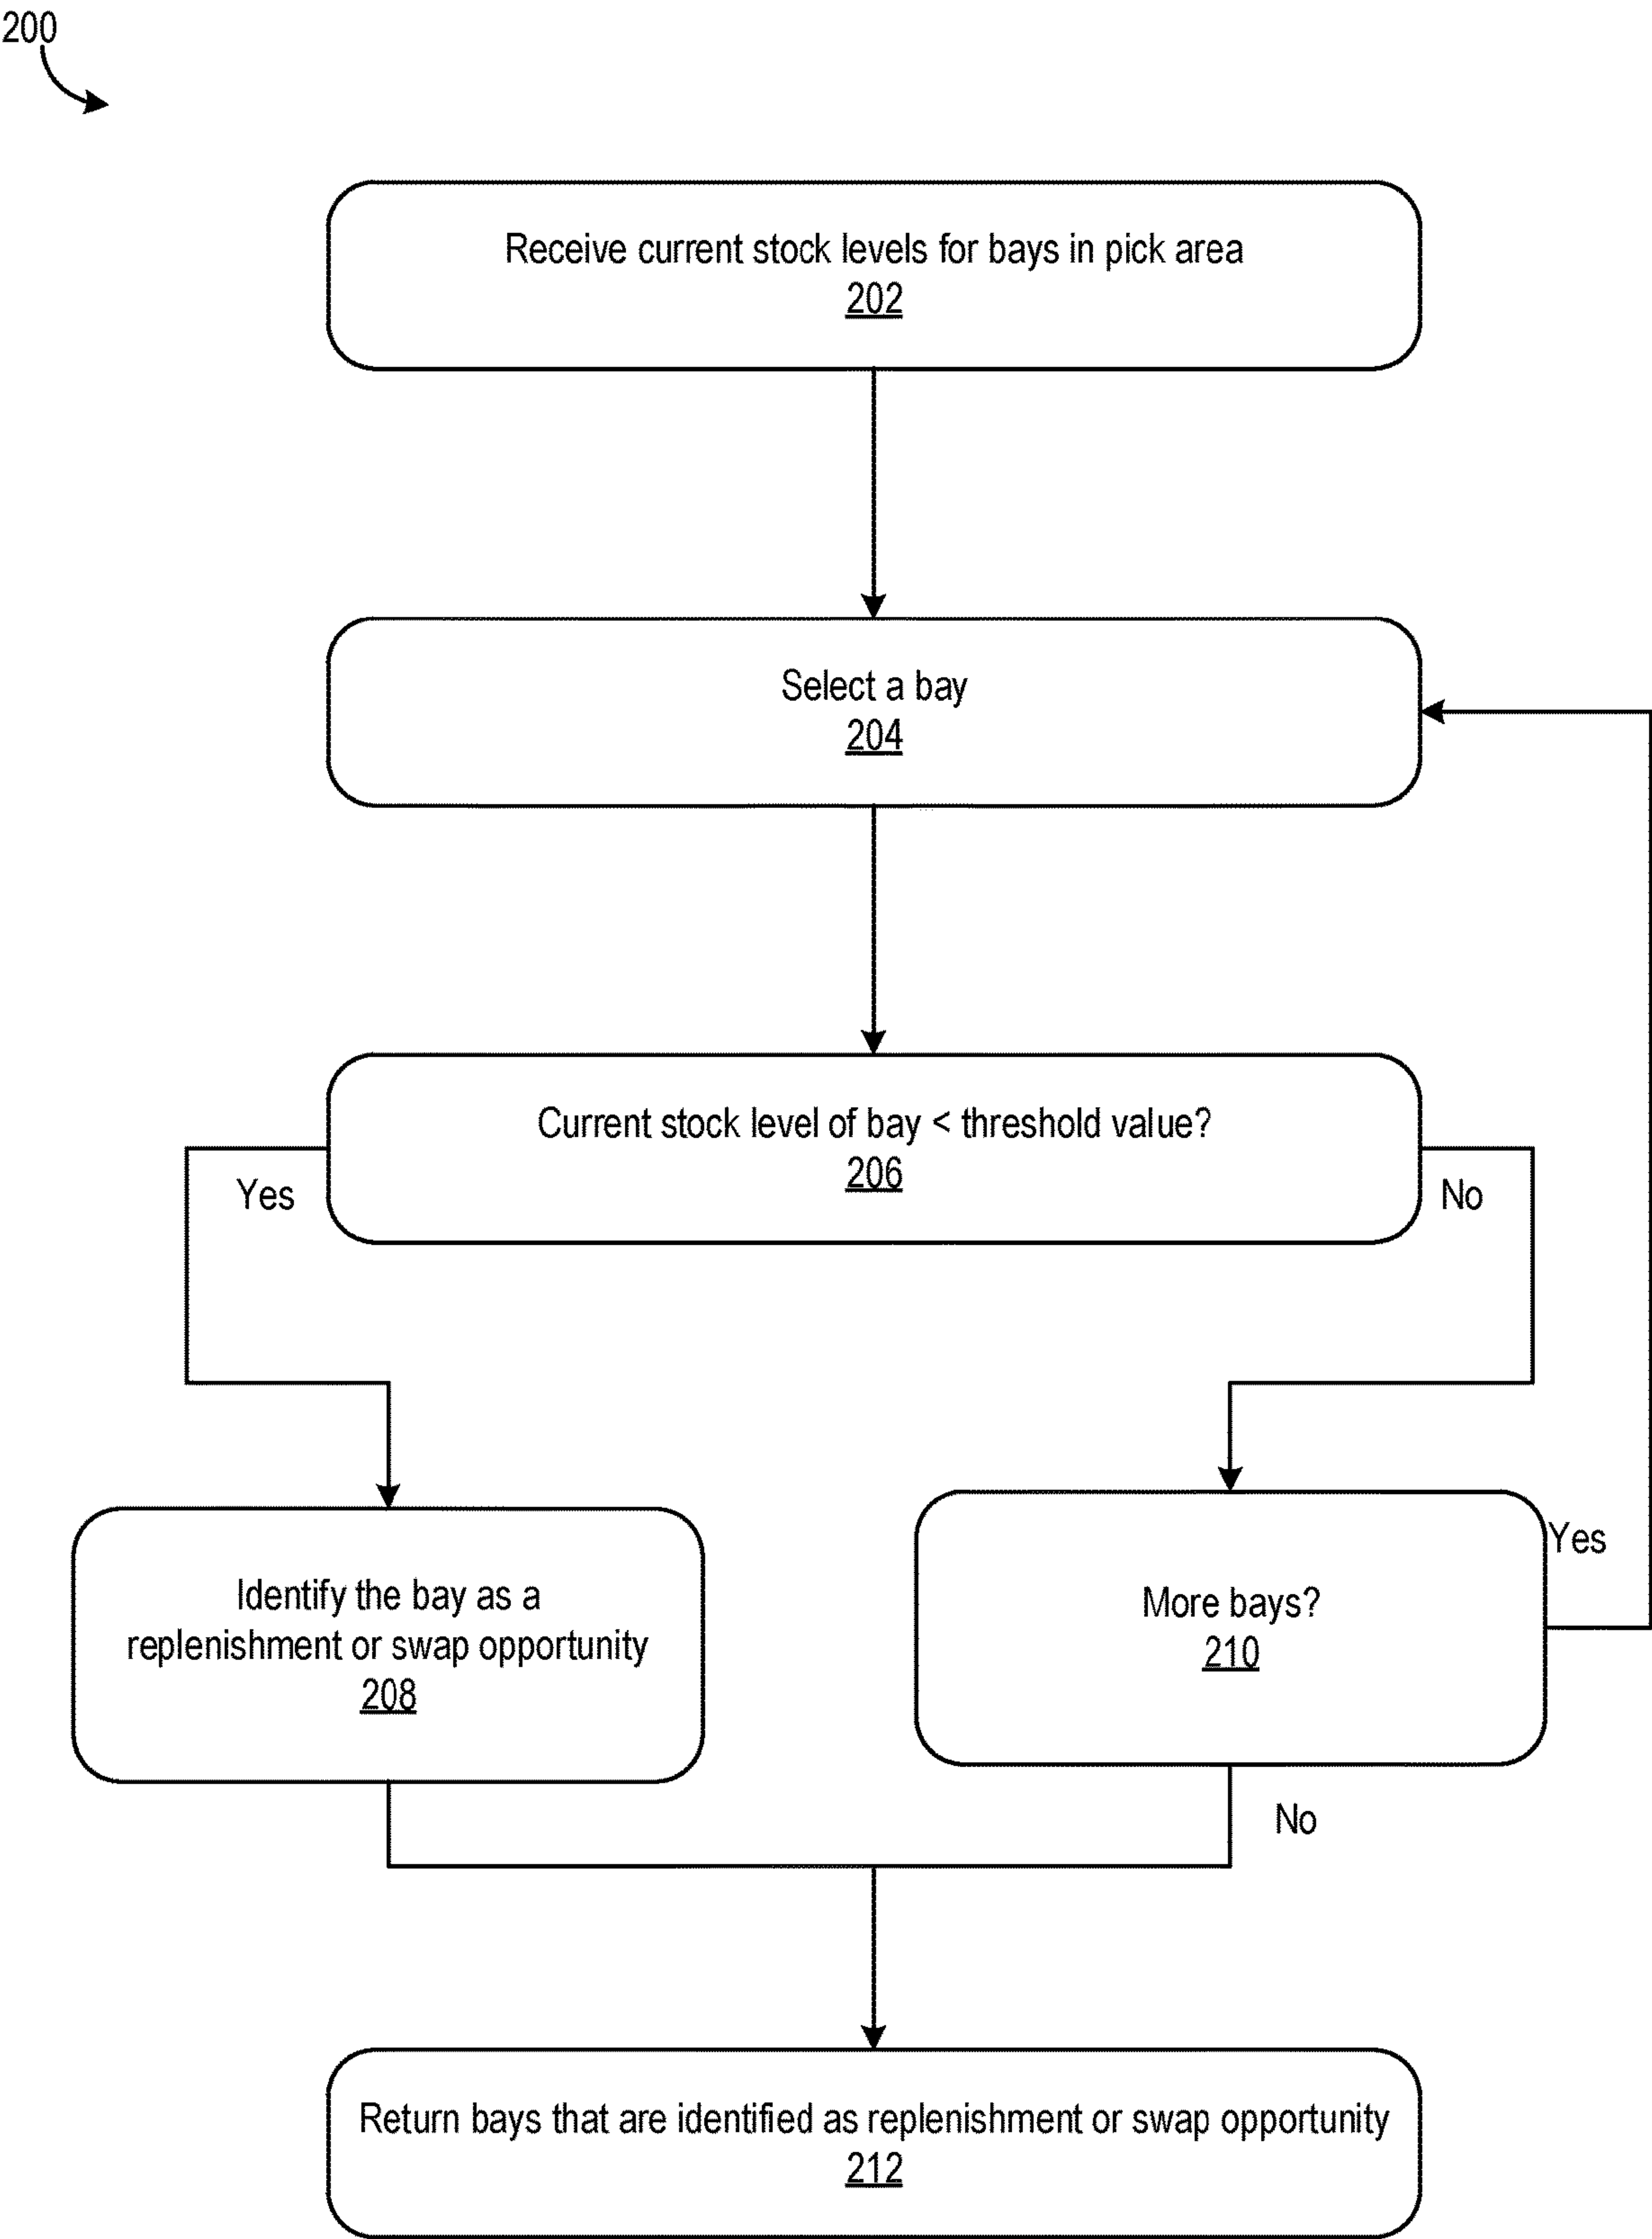 200
Receive current stock levels for bays in pick area
202
Select a bay
204
Current stock level of bay < threshold value?
206
Yes
No
Identify the bay as a
replenishment or swap opportunity
208
More bays?
210
Yes
No
Return bays that are identified as replenishment or swap opportunity
212